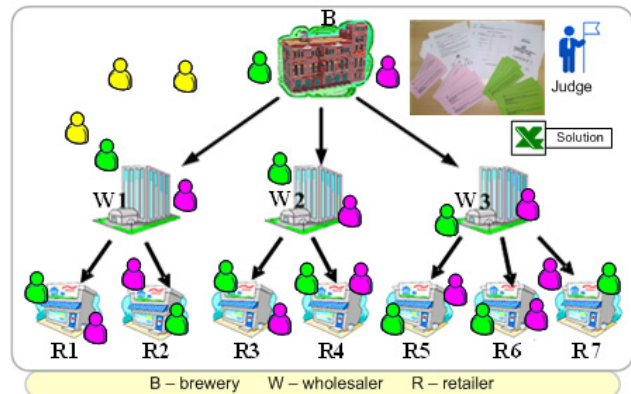 B
Judge
Solution
W1
W2
W3
R1 R2 R3 R4 R5 R6 R7
B – brewery W – wholesaler R – retailer